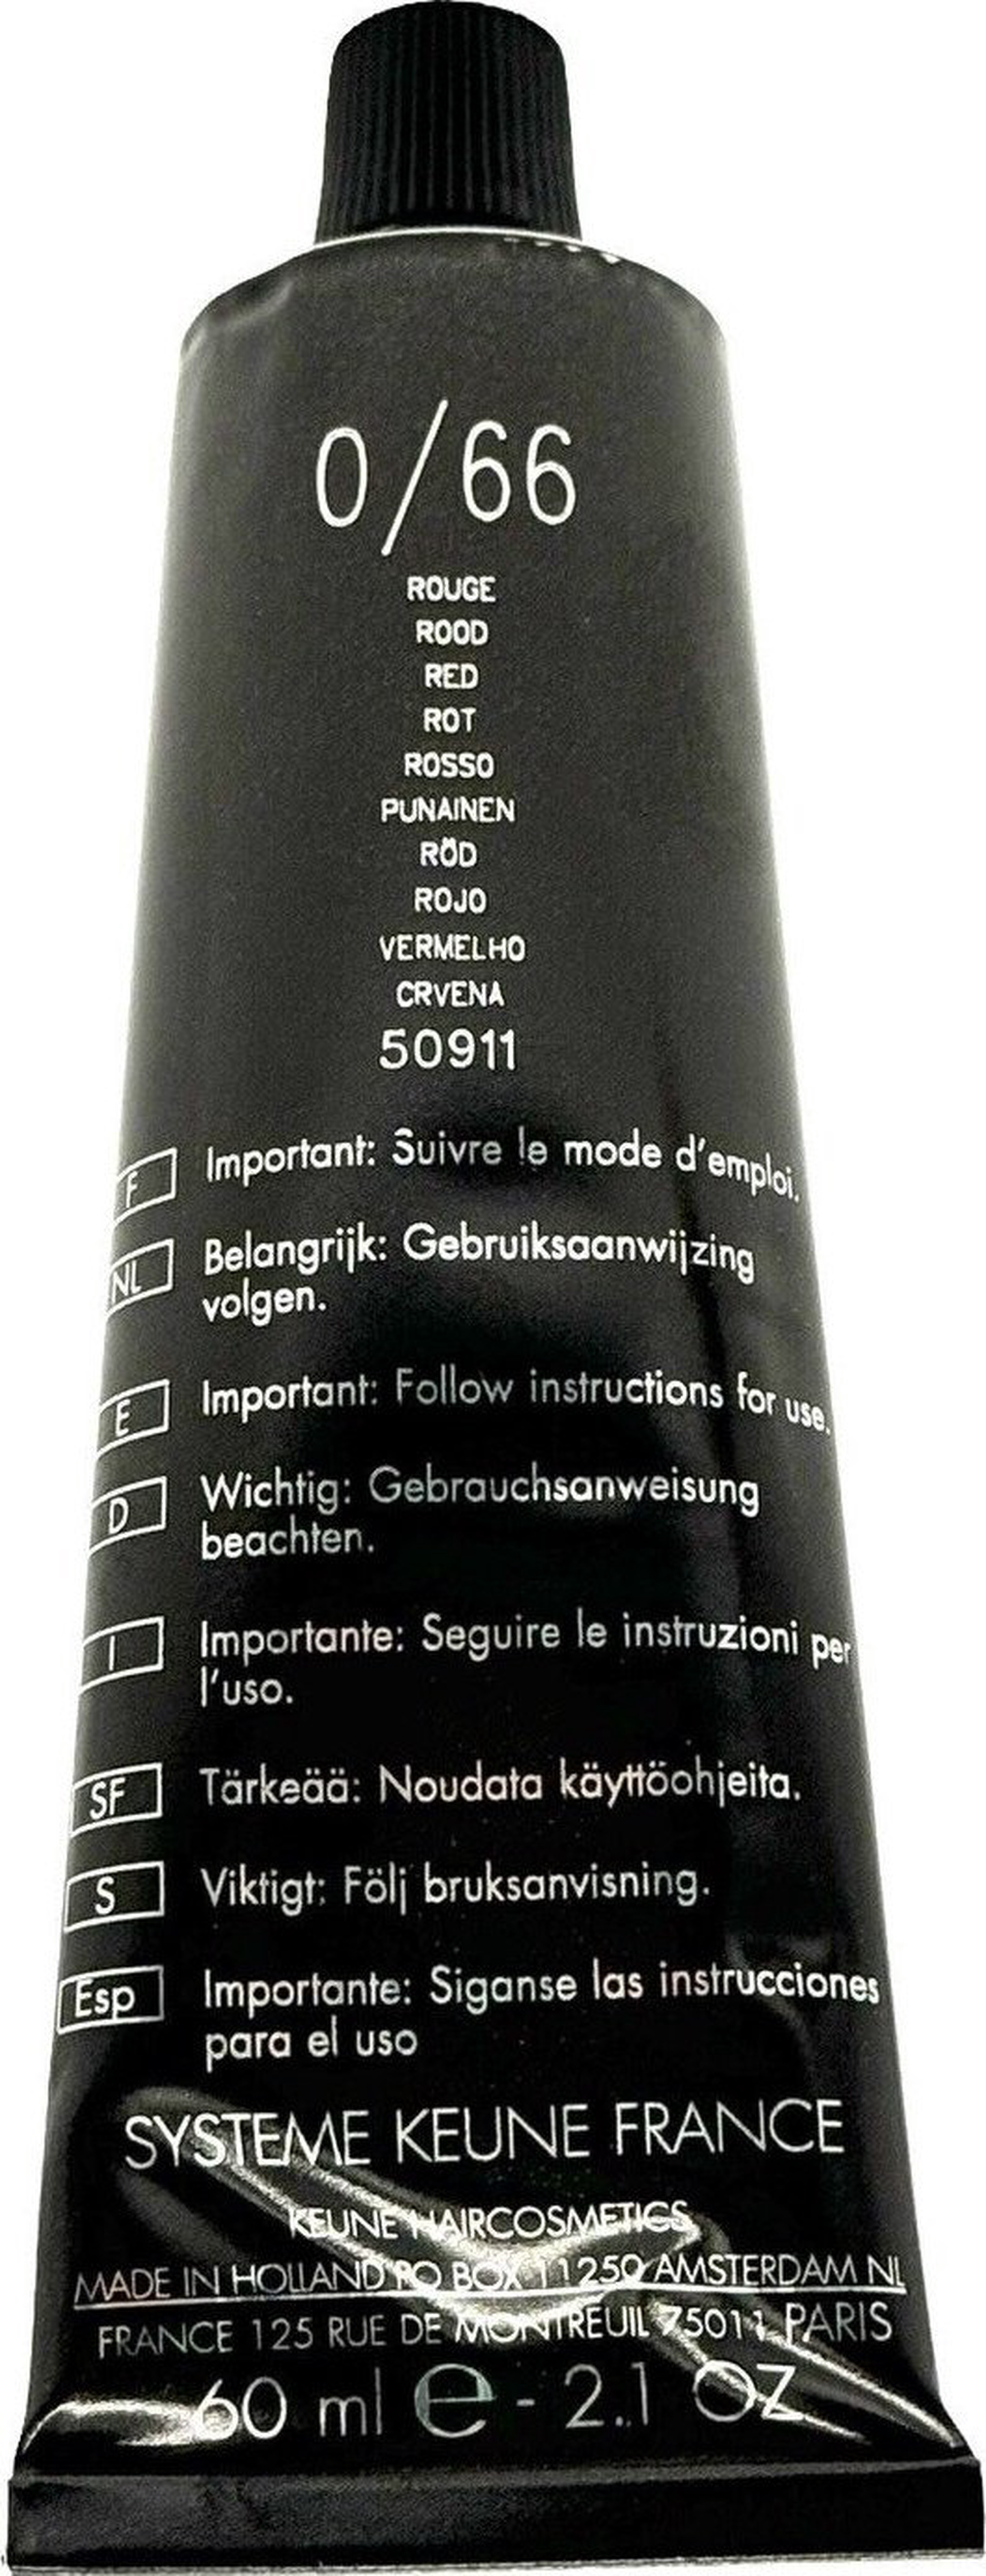 0/66
ROUGE
ROOD
RED
ROT
ROSSO
PUNAINEN
RÖD
ROJO
VERMELHO
CRVENA
50911
F Important: Suivre le mode d'emploi.
NL Belangrijk: Gebruiksaanwijzing
volgen.
E Important: Follow instructions for use.
D Wichtig: Gebrauchsanweisung
beachten.
I Importante: Seguire le instruzioni per
l'uso.
SF Tärkeää: Noudata käyttöohjeita.
S Viktigt: Följ bruksanvisning.
Esp Importante: Siganse las instrucciones
para el uso
SYSTEME KEUNE FRANCE
KEUNE HAIRCOSMETICS
MADE IN HOLLAND PO BOX 11250 AMSTERDAM NL
FRANCE 125 RUE DE MONTREUIL 75011 PARIS
60 ml e - 2.1 OZ